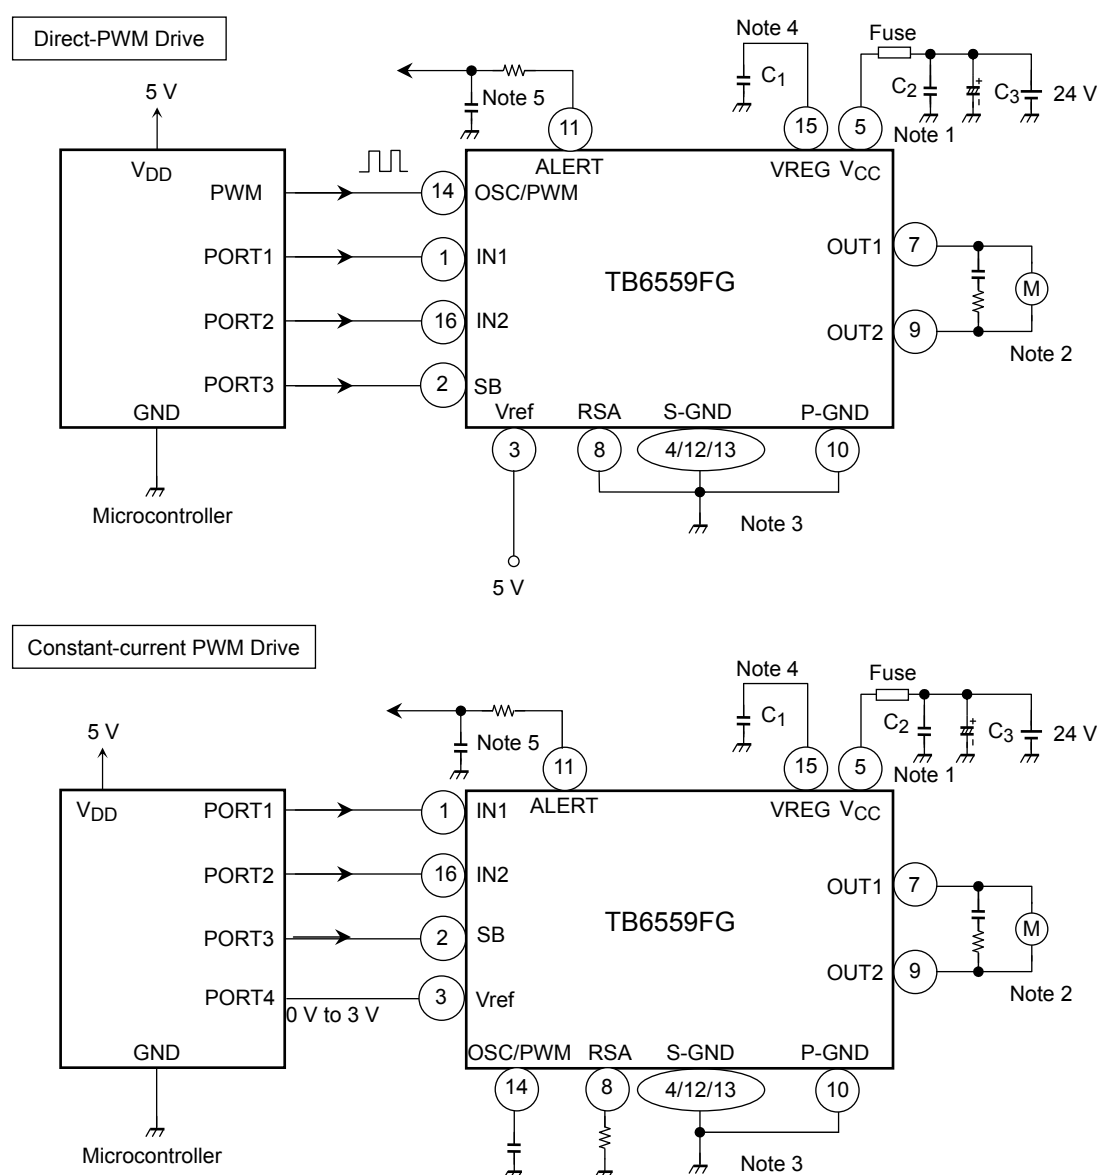 Direct-PWM Drive
Note 4
Fuse
5 V
Note 5
C1
C2
C3
24 V
11
15
5
Note 1
VDD
ALERT
VREG
VCC
PWM
14
OSC/PWM
PORT1
1
IN1
OUT1
7
TB6559FG
M
PORT2
16
IN2
OUT2
9
Note 2
PORT3
2
SB
GND
Vref
RSA
S-GND
P-GND
3
8
4/12/13
10
Microcontroller
Note 3
5 V
Constant-current PWM Drive
Note 4
Fuse
5 V
Note 5
C1
C2
C3
24 V
11
15
5
Note 1
VDD
PORT1
1
IN1
ALERT
VREG
VCC
PORT2
16
IN2
OUT1
7
TB6559FG
M
PORT3
2
SB
OUT2
9
Note 2
PORT4
0 V to 3 V
3
Vref
GND
OSC/PWM
RSA
S-GND
P-GND
14
8
4/12/13
10
Microcontroller
Note 3